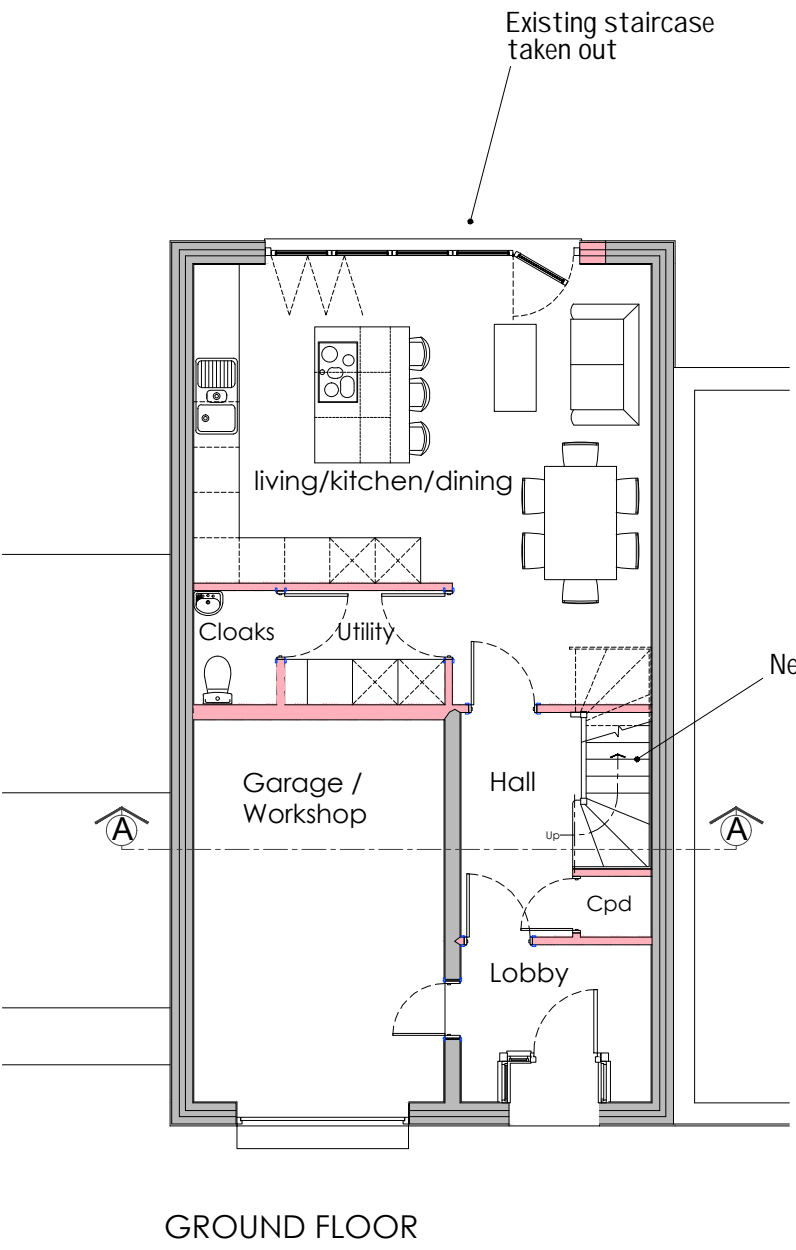 Existing staircase
taken out
living/kitchen/dining
Cloaks
Utility
Ne
Garage /
Workshop
Hall
A
A
Up
Cpd
Lobby
GROUND FLOOR